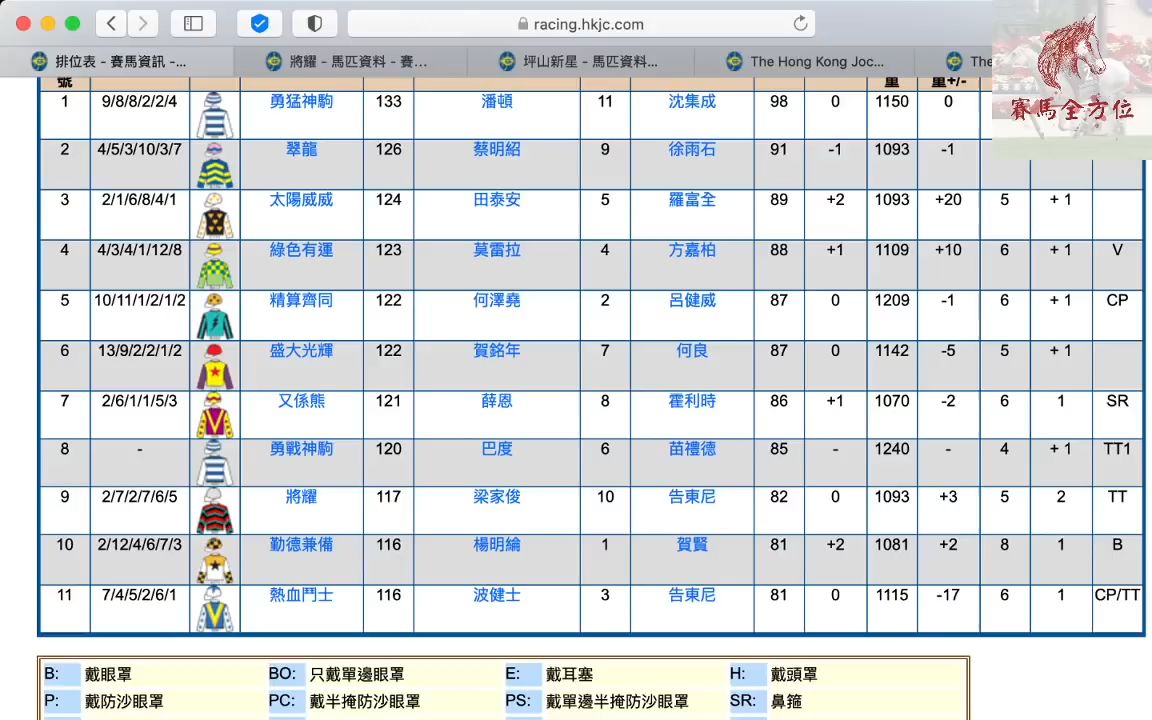 racing.hkjc.com
排位表 - 賽馬資訊 -... 將耀 - 馬匹資料 - 賽... 坪山新星 - 馬匹資料... The Hong Kong Joc... The
賽馬全方位
號 重 重+/-
1 9/8/8/2/2/4 勇猛神駒 133 潘頓 11 沈集成 98 0 1150 0
2 4/5/3/10/3/7 翠龍 126 蔡明紹 9 徐雨石 91 -1 1093 -1
3 2/1/6/8/4/1 太陽威威 124 田泰安 5 羅富全 89 +2 1093 +20 5 + 1
4 4/3/4/1/12/8 綠色有運 123 莫雷拉 4 方嘉柏 88 +1 1109 +10 6 + 1 V
5 10/11/1/2/1/2 精算齊同 122 何澤堯 2 呂健威 87 0 1209 -1 6 + 1 CP
6 13/9/2/2/1/2 盛大光輝 122 賀銘年 7 何良 87 0 1142 -5 5 + 1
7 2/6/1/1/5/3 又係熊 121 薛恩 8 霍利時 86 +1 1070 -2 6 1 SR
8 - 勇戰神駒 120 巴度 6 苗禮德 85 - 1240 - 4 + 1 TT1
9 2/7/2/7/6/5 將耀 117 梁家俊 10 告東尼 82 0 1093 +3 5 2 TT
10 2/12/4/6/7/3 勤德兼備 116 楊明綸 1 賀賢 81 +2 1081 +2 8 1 B
11 7/4/5/2/6/1 熱血鬥士 116 波健士 3 告東尼 81 0 1115 -17 6 1 CP/TT
B: 戴眼罩 BO: 只戴單邊眼罩 E: 戴耳塞 H: 戴頭罩
P: 戴防沙眼罩 PC: 戴半掩防沙眼罩 PS: 戴單邊半掩防沙眼罩 SR: 鼻箍